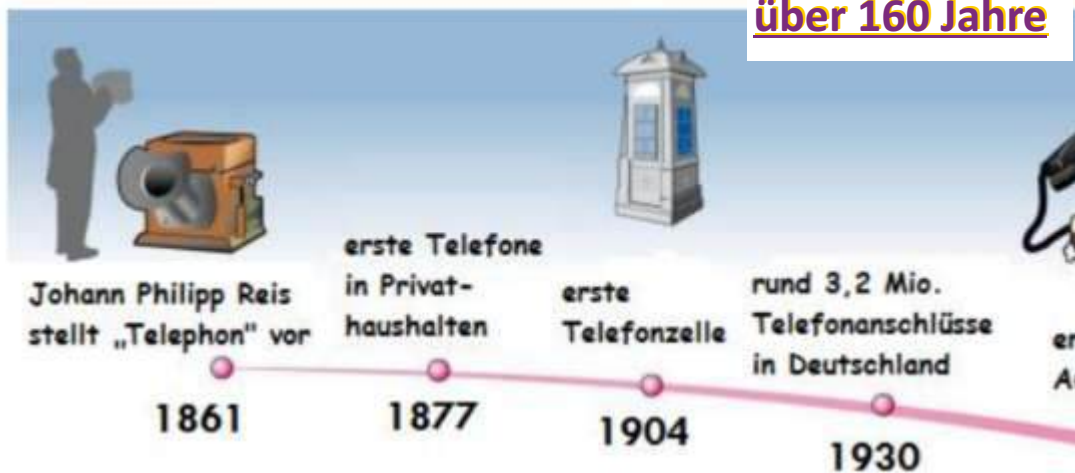 über 160 Jahre
Johann Philipp Reis
stellt „Telephon" vor
1861
erste Telefone
in Privat-
haushalten
1877
erste
Telefonzelle
1904
rund 3,2 Mio.
Telefonanschlüsse
in Deutschland
1930